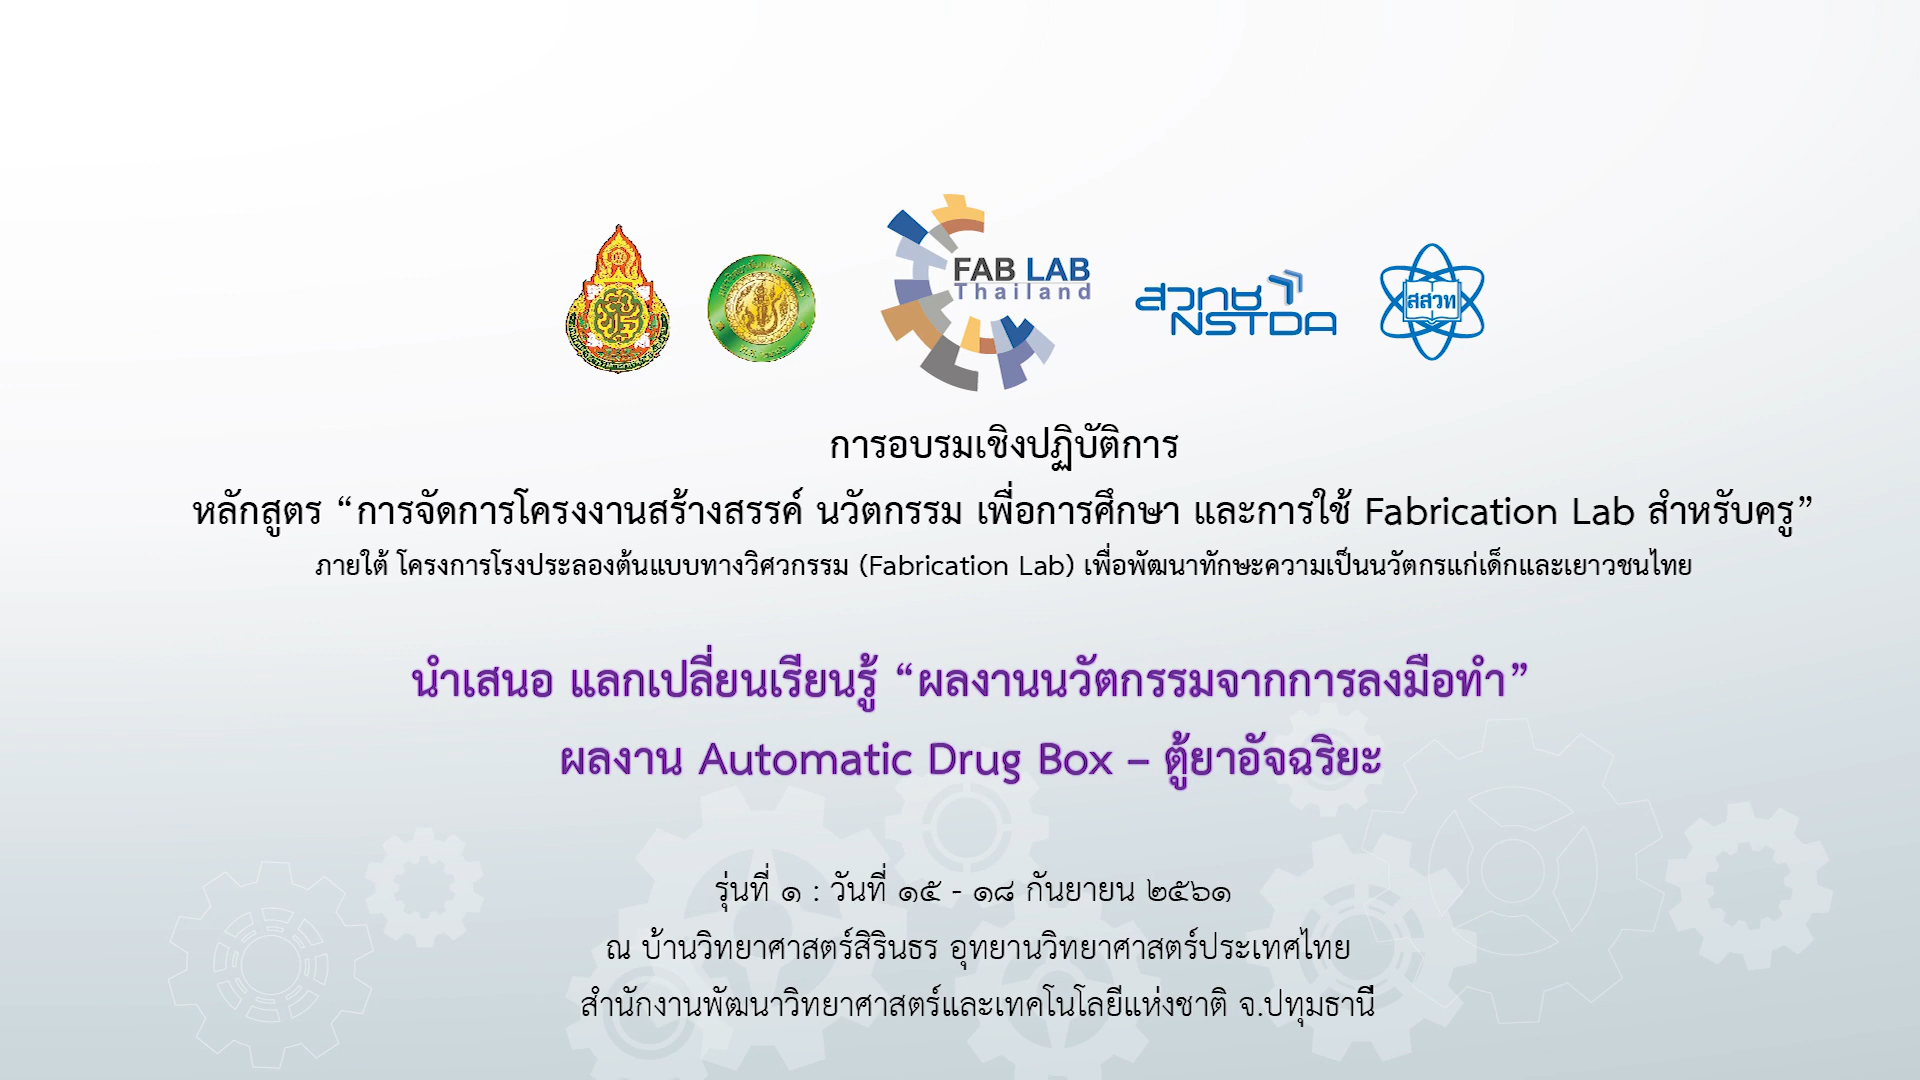 FAB LAB
Thailand
สวทช
NSTDA
สสวท
การอบรมเชิงปฏิบัติการ
หลักสูตร “การจัดการโครงงานสร้างสรรค์ นวัตกรรม เพื่อการศึกษา และการใช้ Fabrication Lab สำหรับครู”
ภายใต้ โครงการโรงประลองต้นแบบทางวิศวกรรม (Fabrication Lab) เพื่อพัฒนาทักษะความเป็นนวัตกรแก่เด็กและเยาวชนไทย
นำเสนอ แลกเปลี่ยนเรียนรู้ “ผลงานนวัตกรรมจากการลงมือทำ”
ผลงาน Automatic Drug Box – ตู้ยาอัจฉริยะ
รุ่นที่ ๑ : วันที่ ๑๕ - ๑๘ กันยายน ๒๕๖๑
ณ บ้านวิทยาศาสตร์สิรินธร อุทยานวิทยาศาสตร์ประเทศไทย
สำนักงานพัฒนาวิทยาศาสตร์และเทคโนโลยีแห่งชาติ จ.ปทุมธานี